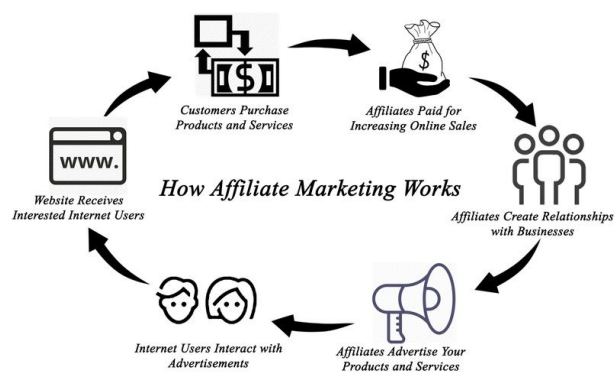 $
Customers Purchase
Products and Services
$
Affiliates Paid for
Increasing Online Sales
www.
Website Receives
Interested Internet Users
How Affiliate Marketing Works
Affiliates Create Relationships
with Businesses
Internet Users Interact with
Advertisements
Affiliates Advertise Your
Products and Services